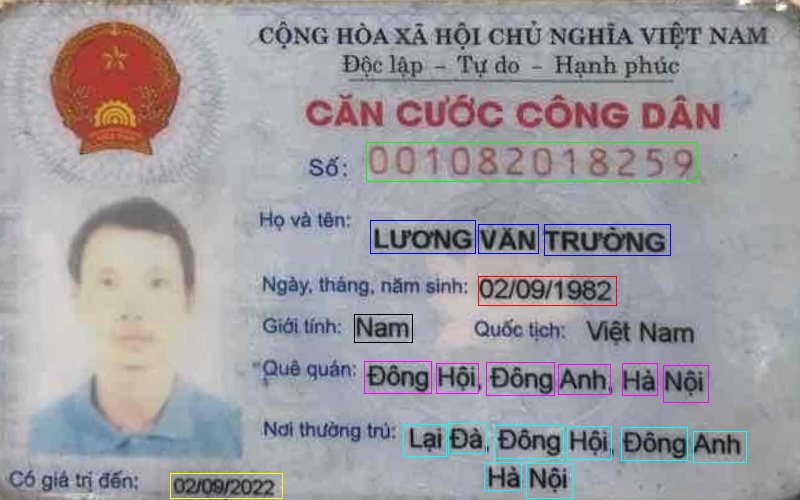 CỘNG HÒA XÃ HỘI CHỦ NGHĨA VIỆT NAM
Độc lập – Tự do – Hạnh phúc
CĂN CƯỚC CÔNG DÂN
Số: 001082018259
Họ và tên: LƯƠNG VĂN TRƯỜNG
Ngày, tháng, năm sinh: 02/09/1982
Giới tính: Nam Quốc tịch: Việt Nam
Quê quán: Đông Hội, Đông Anh, Hà Nội
Nơi thường trú: Lại Đà, Đông Hội, Đông Anh
Hà Nội
Có giá trị đến: 02/09/2022